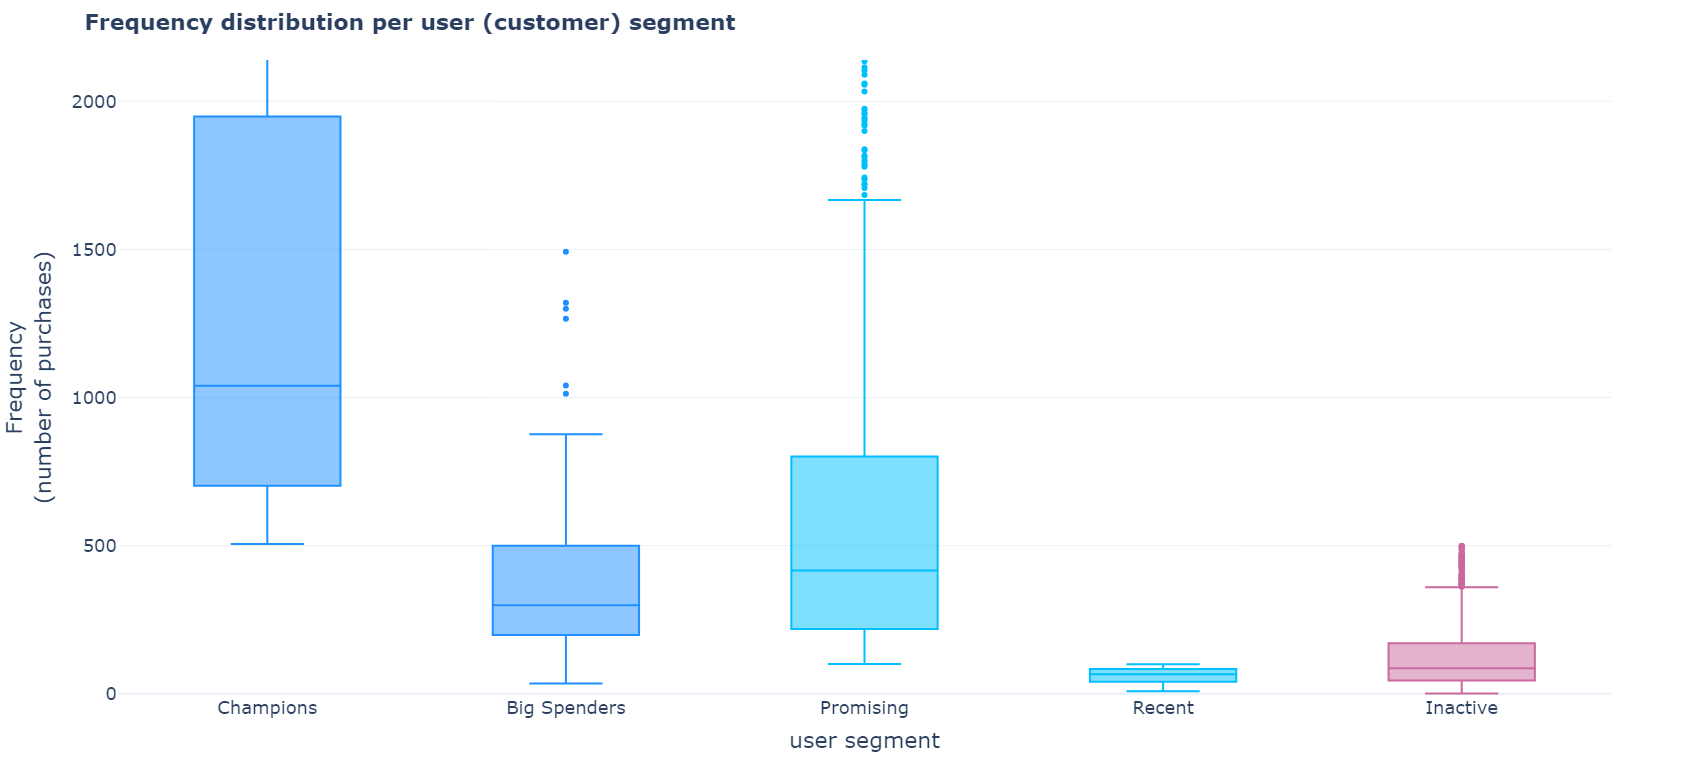 Frequency distribution per user (customer) segment
Frequency
(number of purchases)
2000
1500
1000
500
0
Champions
Big Spenders
Promising
Recent
Inactive
user segment